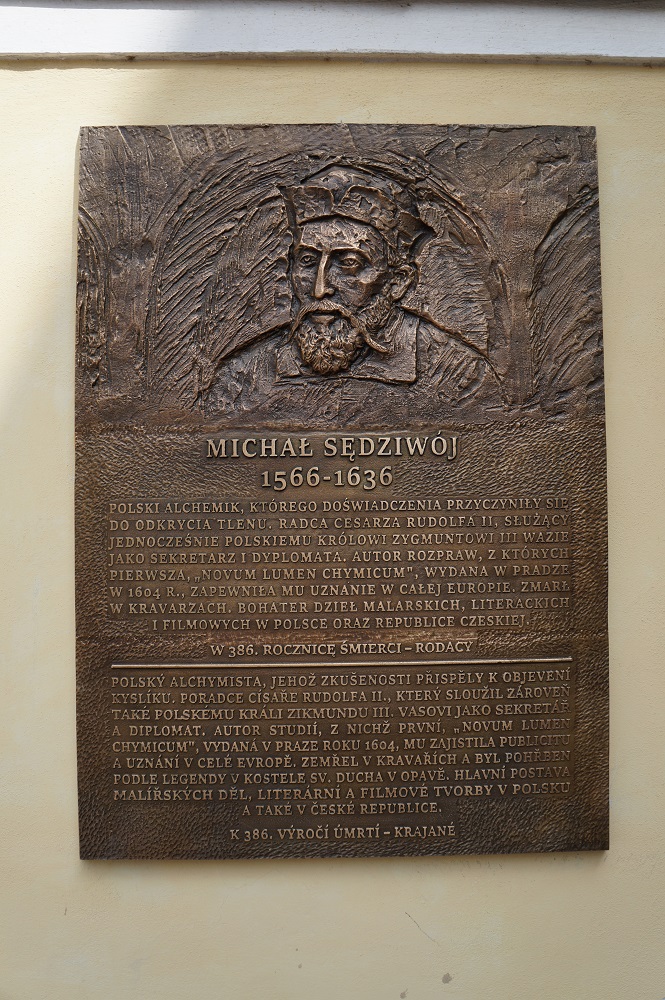 MICHAŁ SĘDZIWÓJ
1566-1636
POLSKI ALCHEMIK, KTÓREGO DOŚWIADCZENIA PRZYCZYNIŁY SIĘ
DO ODKRYCIA TLENU. RADCA CESARZA RUDOLFA II, SŁUŻĄCY
JEDNOCZEŚNIE POLSKIEMU KRÓLOWI ZYGMUNTOWI III WAZIE
JAKO SEKRETARZ I DYPLOMATA. AUTOR ROZPRAW, Z KTÓRYCH
PIERWSZA, „NOVUM LUMEN CHYMICUM", WYDANA W PRADZE
W 1604 R., ZAPEWNIŁA MU UZNANIE W CAŁEJ EUROPIE. ZMARŁ
W KRAVARZACH. BOHATER DZIEŁ MALARSKICH, LITERACKICH
I FILMOWYCH W POLSCE ORAZ REPUBLICE CZESKIEJ.
W 386. ROCZNICĘ ŚMIERCI – RODACY
POLSKÝ ALCHYMISTA, JEHOŽ ZKUŠENOSTI PŘISPĚLY K OBJEVENÍ
KYSLÍKU. PORADCE CÍSAŘE RUDOLFA II., KTERÝ SLOUŽIL ZÁROVEŇ
TAKÉ POLSKÉMU KRÁLI ZIKMUNDU III. VASOVI JAKO SEKRETÁŘ
A DIPLOMAT. AUTOR STUDIÍ, Z NICHŽ PRVNÍ, „NOVUM LUMEN
CHYMICUM", VYDANÁ V PRAZE ROKU 1604, MU ZAJISTILA PUBLICITU
A UZNÁNÍ V CELÉ EVROPĚ. ZEMŘEL V KRAVAŘÍCH A BYL POHŘBEN
PODLE LEGENDY V KOSTELE SV. DUCHA V OPAVĚ. HLAVNÍ POSTAVA
MALÍŘSKÝCH DĚL, LITERÁRNÍ A FILMOVÉ TVORBY V POLSKU
A TAKÉ V ČESKÉ REPUBLICE.
K 386. VÝROČÍ ÚMRTÍ – KRAJANÉ